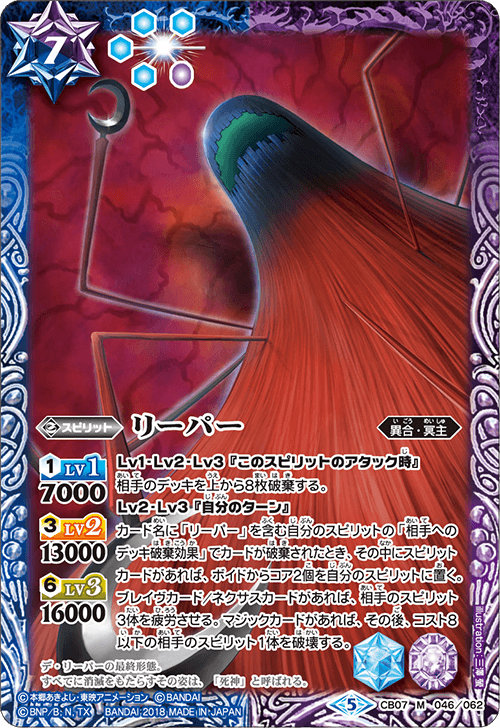 7
スピリット
リーパー
異合・冥主
いごう めいしゅ
1 LV1
7000
3 LV2
13000
6 LV3
16000
Lv1・Lv2・Lv3『このスピリットのアタック時』
相手のデッキを上から8枚破棄する。
Lv2・Lv3『自分のターン』
カード名に「リーパー」を含む自分のスピリットの「相手への
デッキ破棄効果」でカードが破棄されたとき、その中にスピリット
カードがあれば、ボイドからコア2個を自分のスピリットに置く。
ブレイヴカード/ネクサスカードがあれば、相手のスピリット
3体を疲労させる。マジックカードがあれば、その後、コスト8
以下の相手のスピリット1体を破壊する。
デ・リーパーの最終形態。
すべてに消滅をもたらすその姿は、「死神」と呼ばれる。
©本郷あきよし・東映アニメーション ©BANDAI
©BNP/B・N, TX BANDAI 2018 MADE IN JAPAN
5 CB07 M 046/062